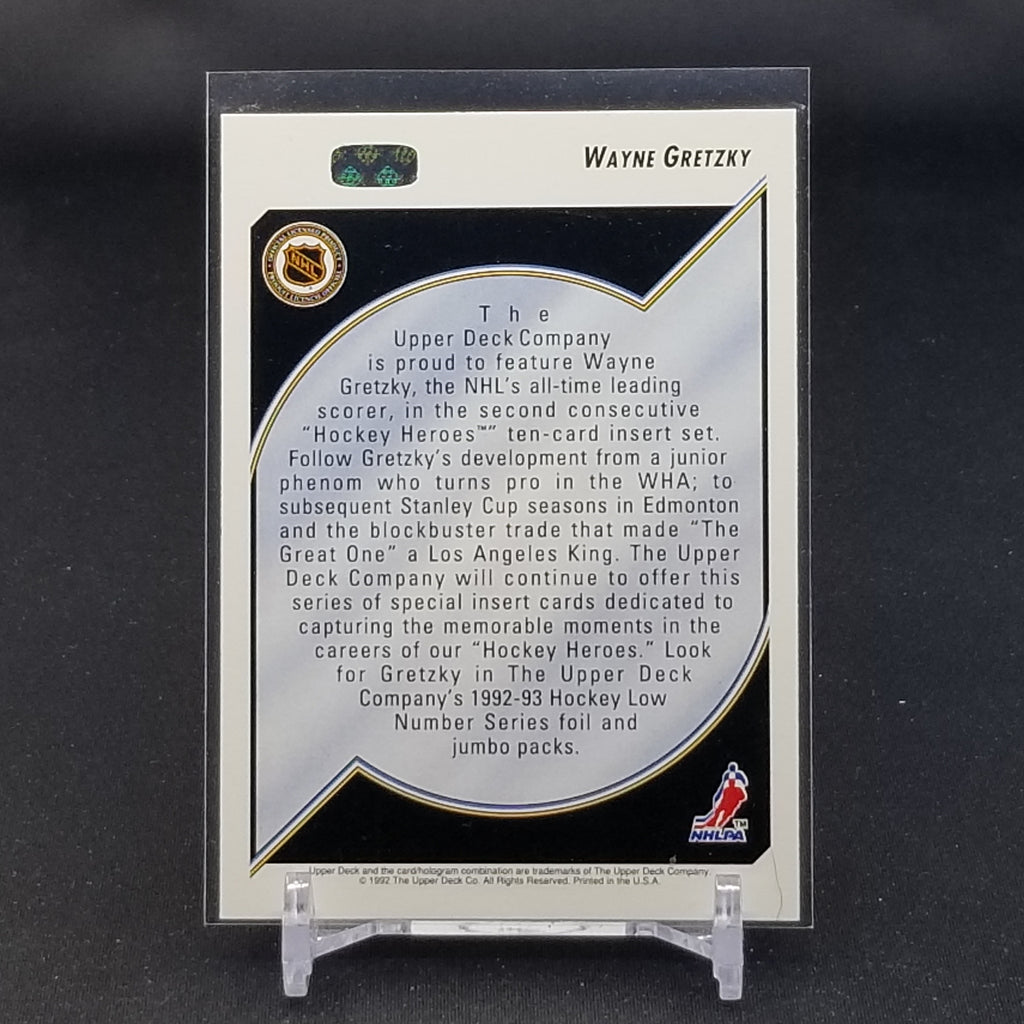 WAYNE GRETZKY
NHL
The
Upper Deck Company
is proud to feature Wayne
Gretzky, the NHL's all-time leading
scorer, in the second consecutive
"Hockey Heroes™" ten-card insert set.
Follow Gretzky's development from a junior
phenom who turns pro in the WHA; to
subsequent Stanley Cup seasons in Edmonton
and the blockbuster trade that made "The
Great One" a Los Angeles King. The Upper
Deck Company will continue to offer this
series of special insert cards dedicated to
capturing the memorable moments in the
careers of our "Hockey Heroes." Look
for Gretzky in The Upper Deck
Company's 1992-93 Hockey Low
Number Series foil and
jumbo packs.
TM
NHLPA
Upper Deck and the card/hologram combination are trademarks of The Upper Deck Company.
© 1992 The Upper Deck Co. All Rights Reserved. Printed in the U.S.A.